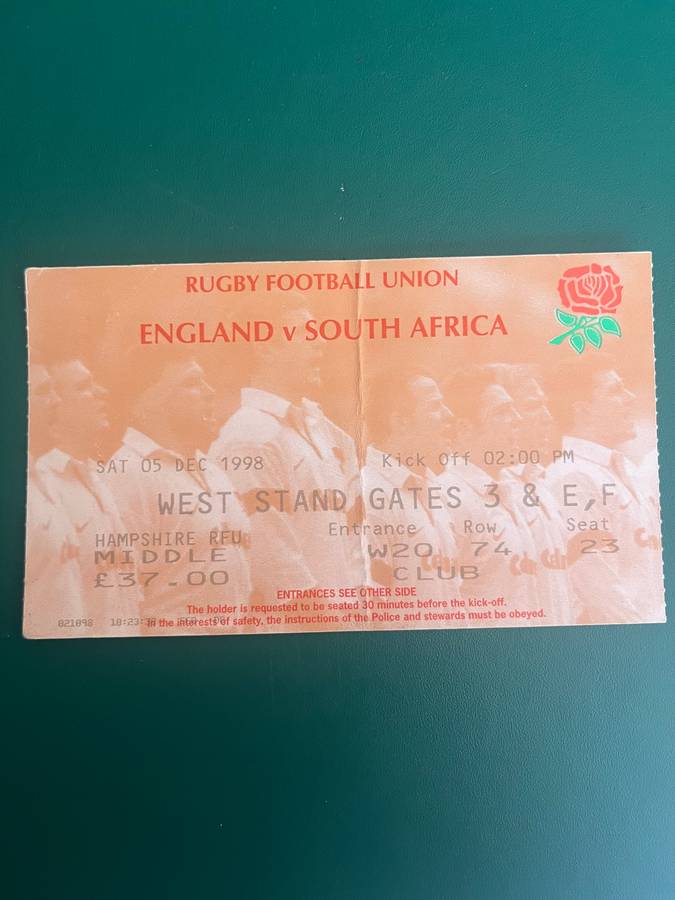 RUGBY FOOTBALL UNION
ENGLAND v SOUTH AFRICA
SAT 05 DEC 1998 Kick Off 02:00 PM
WEST STAND GATES 3 & E,F
HAMPSHIRE RFU Entrance Row Seat
MIDDLE W20 74 23
£37.00 CLUB
ENTRANCES SEE OTHER SIDE
The holder is requested to be seated 30 minutes before the kick-off.
In the interests of safety, the instructions of the Police and stewards must be obeyed.
021098